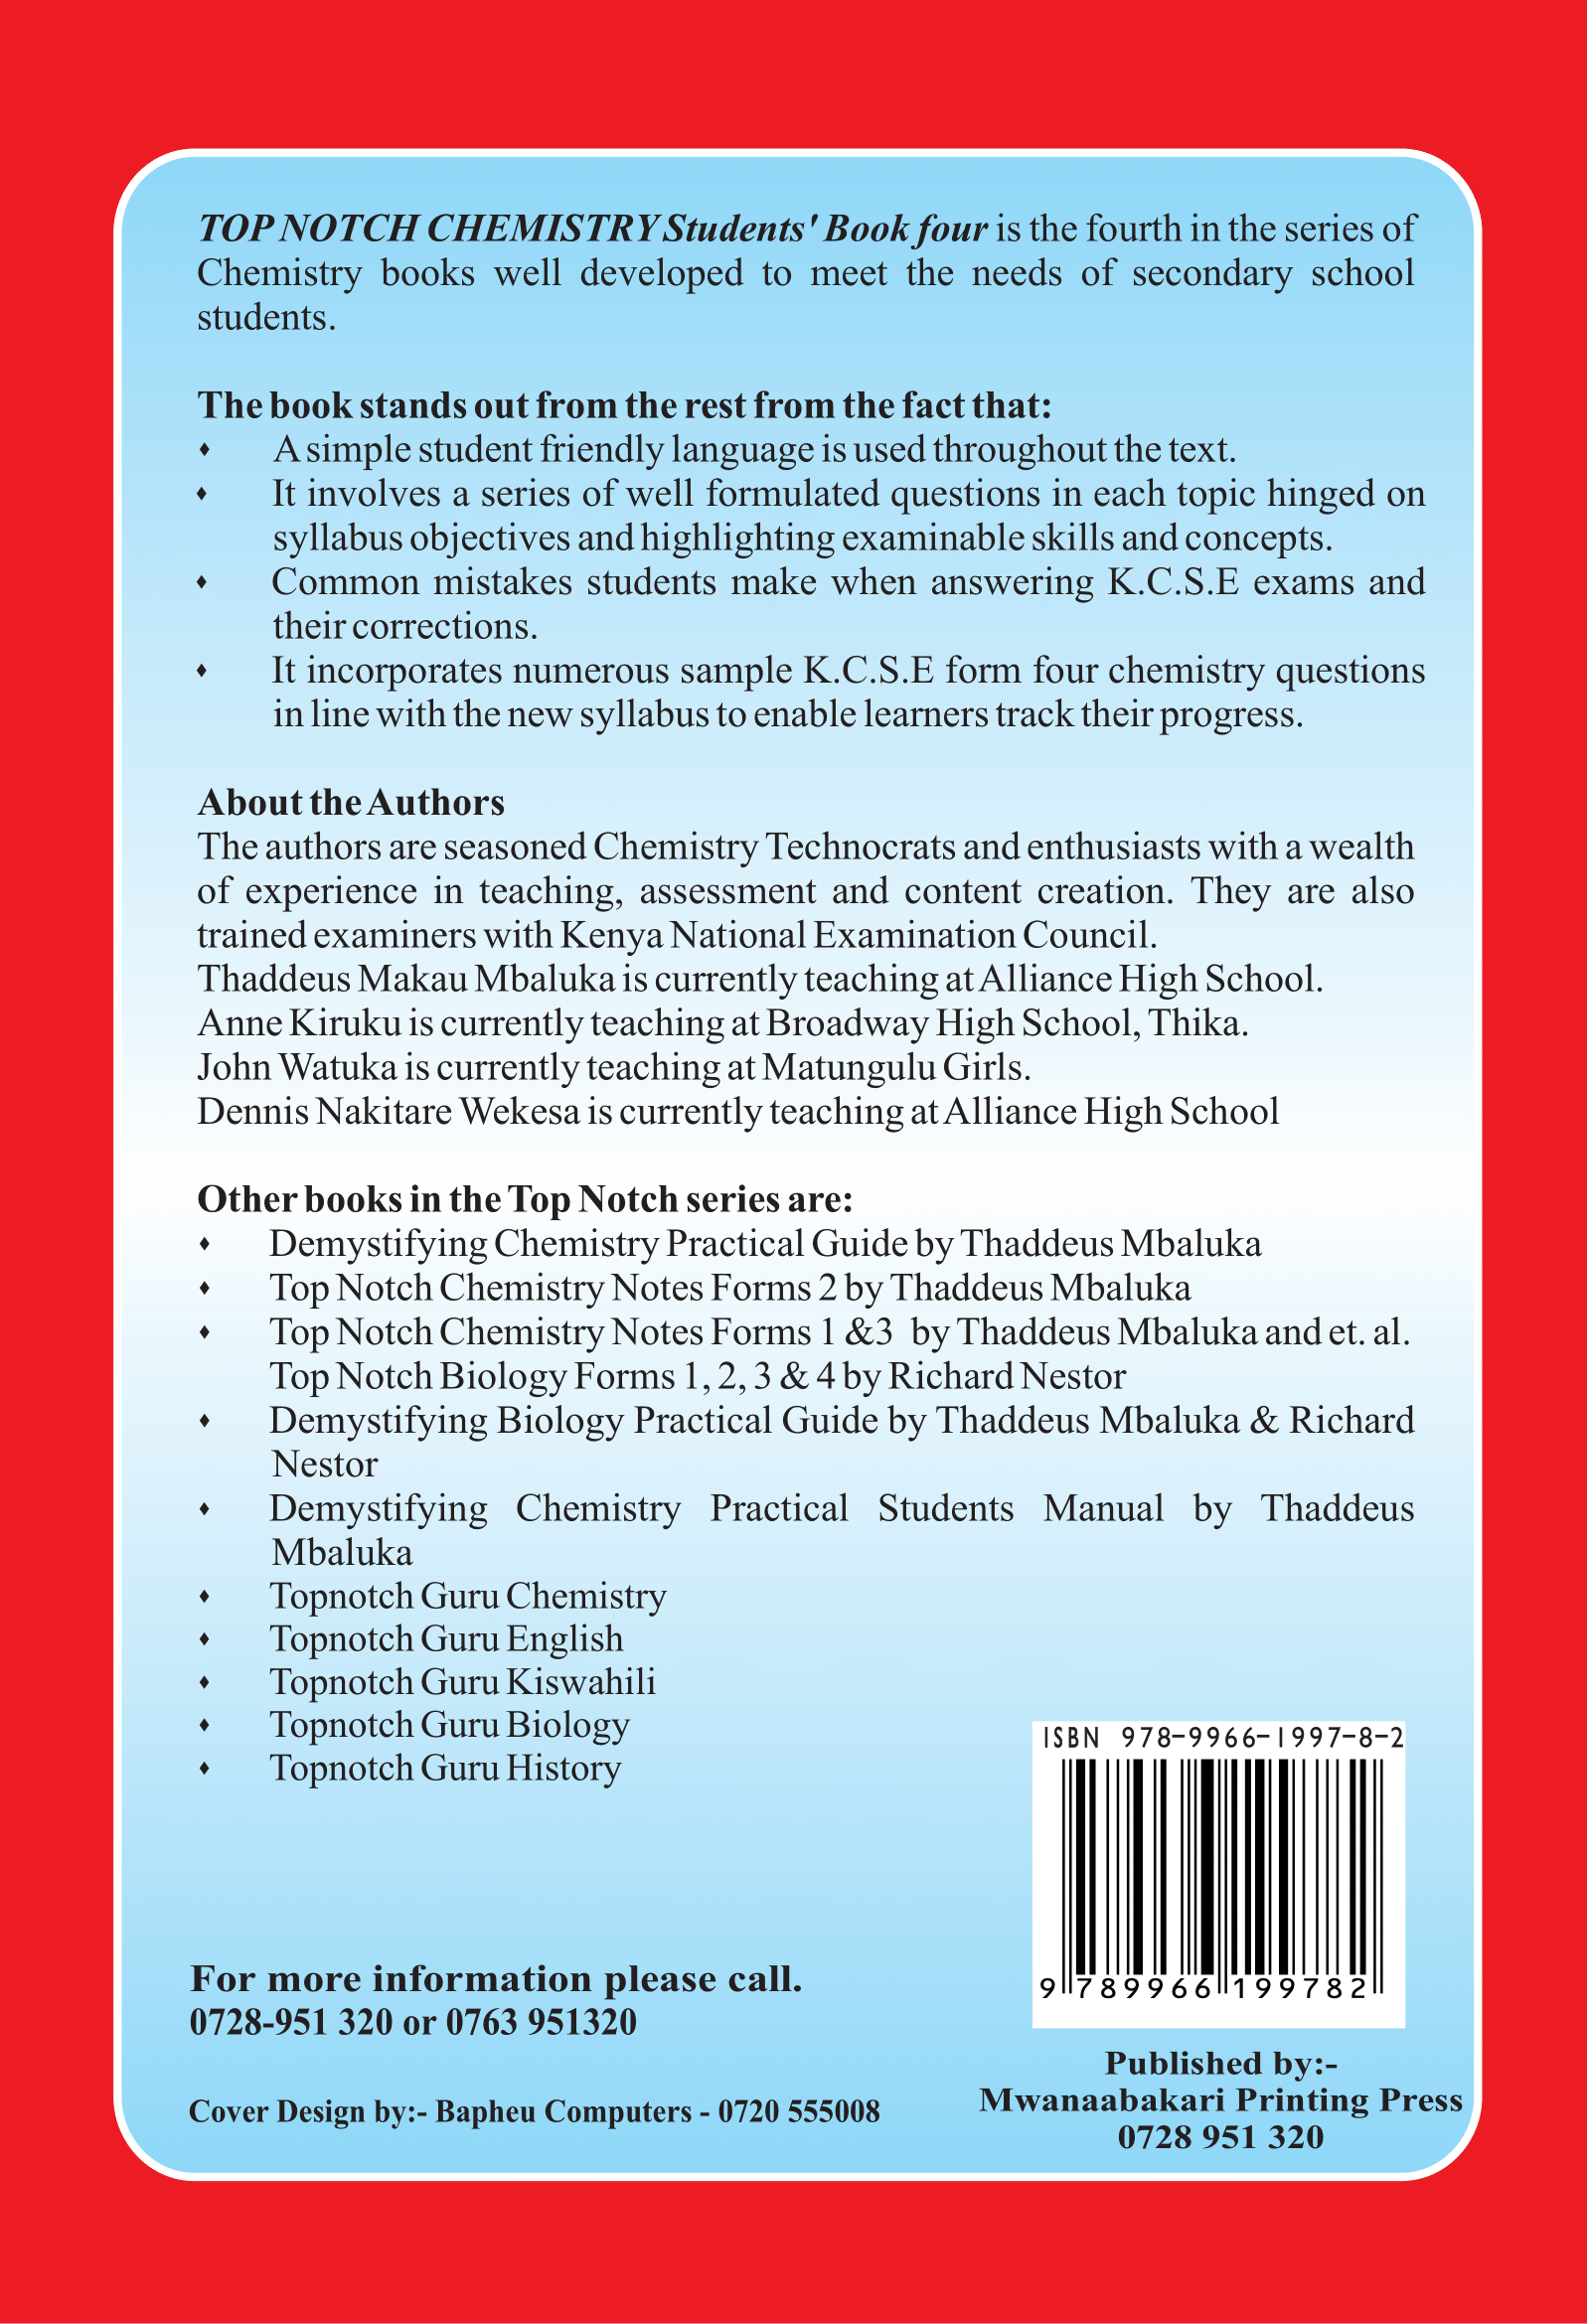 TOP NOTCH CHEMISTRY Students' Book four is the fourth in the series of
Chemistry books well developed to meet the needs of secondary school
students.
The book stands out from the rest from the fact that:
♦ A simple student friendly language is used throughout the text.
♦ It involves a series of well formulated questions in each topic hinged on
syllabus objectives and highlighting examinable skills and concepts.
♦ Common mistakes students make when answering K.C.S.E exams and
their corrections.
♦ It incorporates numerous sample K.C.S.E form four chemistry questions
in line with the new syllabus to enable learners track their progress.
About the Authors
The authors are seasoned Chemistry Technocrats and enthusiasts with a wealth
of experience in teaching, assessment and content creation. They are also
trained examiners with Kenya National Examination Council.
Thaddeus Makau Mbaluka is currently teaching at Alliance High School.
Anne Kiruku is currently teaching at Broadway High School, Thika.
John Watuka is currently teaching at Matungulu Girls.
Dennis Nakitare Wekesa is currently teaching at Alliance High School
Other books in the Top Notch series are:
♦ Demystifying Chemistry Practical Guide by Thaddeus Mbaluka
♦ Top Notch Chemistry Notes Forms 2 by Thaddeus Mbaluka
♦ Top Notch Chemistry Notes Forms 1 &3 by Thaddeus Mbaluka and et. al.
Top Notch Biology Forms 1, 2, 3 & 4 by Richard Nestor
♦ Demystifying Biology Practical Guide by Thaddeus Mbaluka & Richard
Nestor
♦ Demystifying Chemistry Practical Students Manual by Thaddeus
Mbaluka
♦ Topnotch Guru Chemistry
♦ Topnotch Guru English
♦ Topnotch Guru Kiswahili
♦ Topnotch Guru Biology
♦ Topnotch Guru History
ISBN 978-9966-1997-8-2
9 789966 199782
For more information please call.
0728-951 320 or 0763 951320
Cover Design by:- Bapheu Computers - 0720 555008
Published by:-
Mwanaabakari Printing Press
0728 951 320